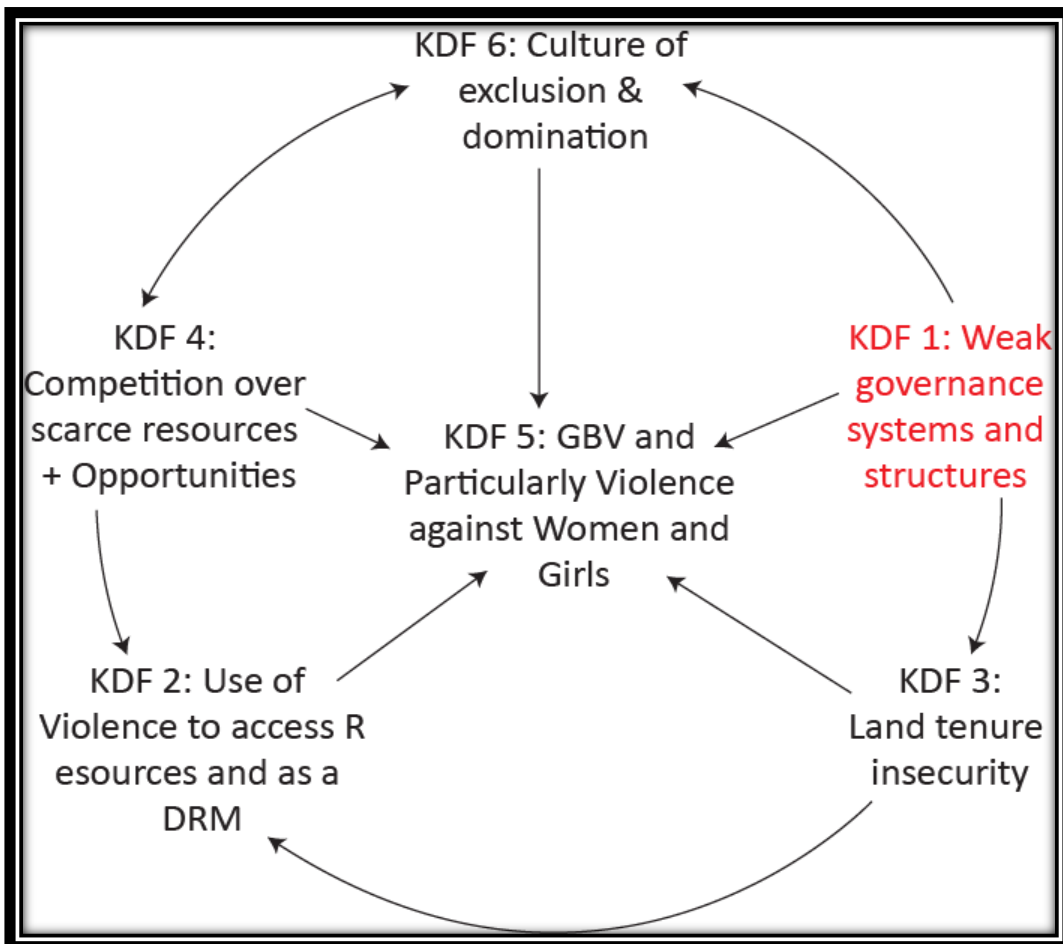 KDF 6: Culture of
exclusion &
domination
KDF 4:
Competition over
scarce resources
+ Opportunities
KDF 1: Weak
governance
systems and
structures
KDF 5: GBV and
Particularly Violence
against Women and
Girls
KDF 2: Use of
Violence to access R
esources and as a
DRM
KDF 3:
Land tenure
insecurity